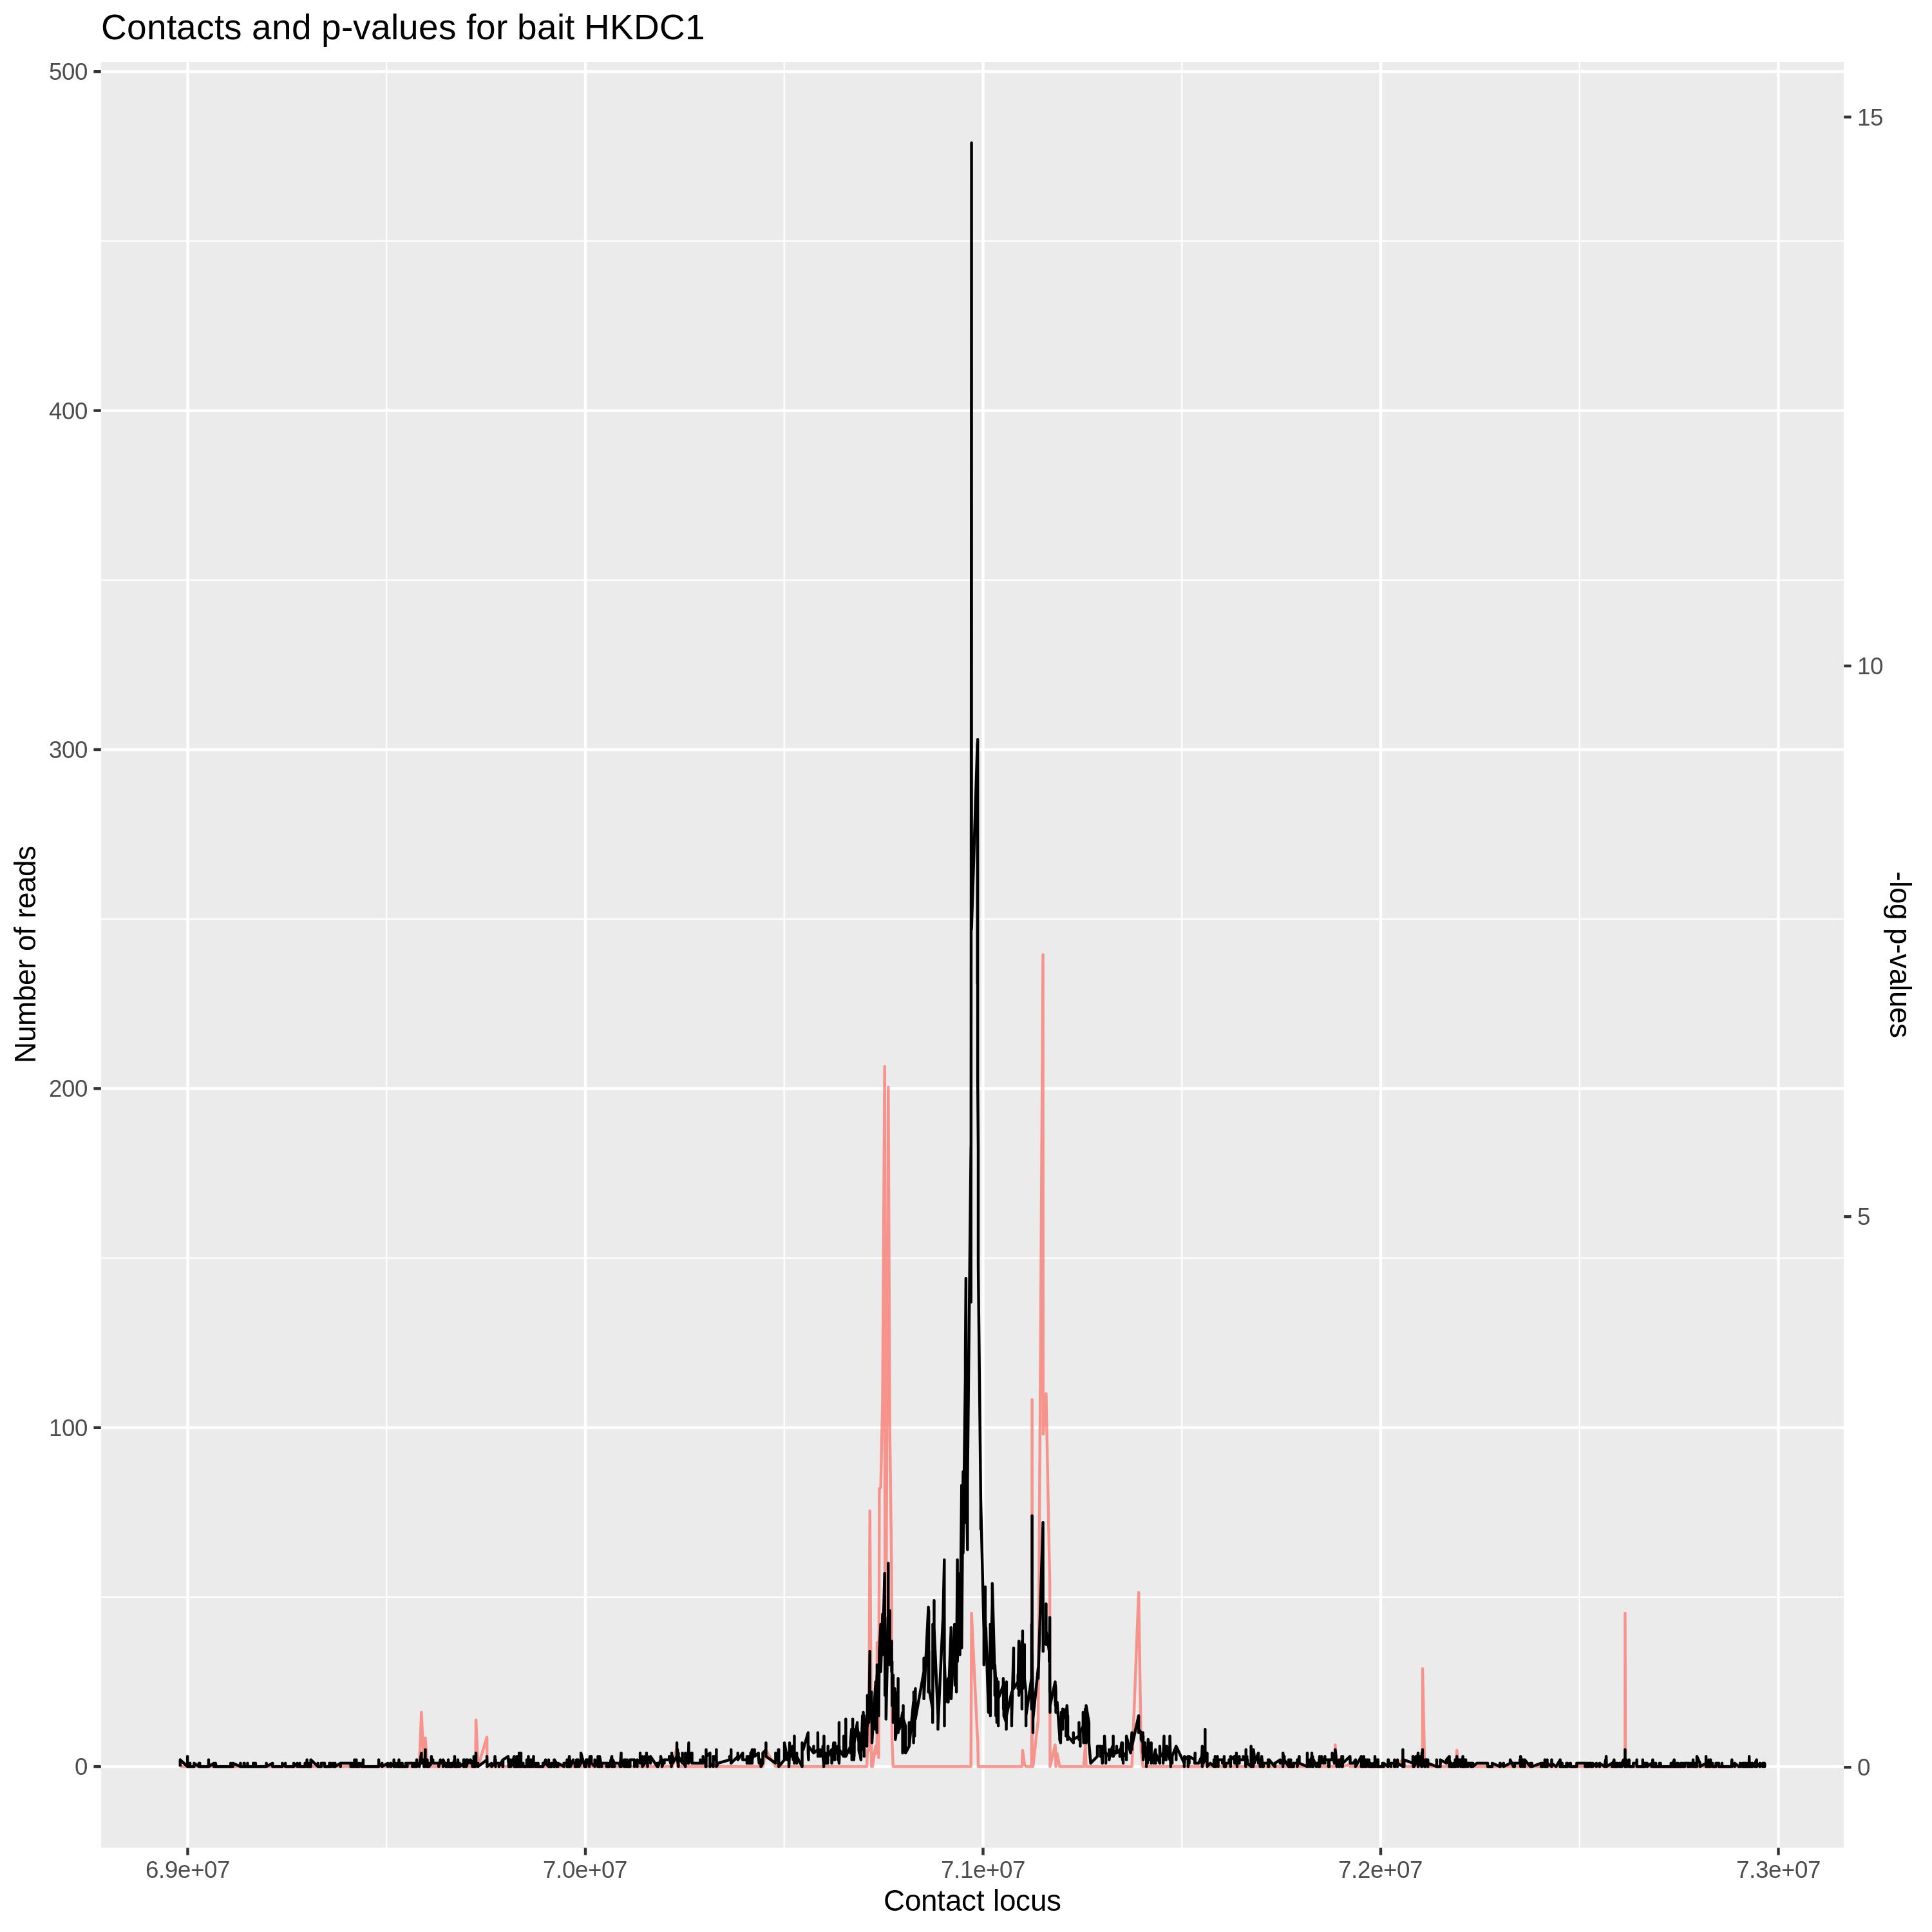 Contacts and p-values for bait HKDC1
500
400
300
200
100
0
Number of reads
15
10
5
0
-log p-values
6.9e+07 7.0e+07 7.1e+07 7.2e+07 7.3e+07
Contact locus